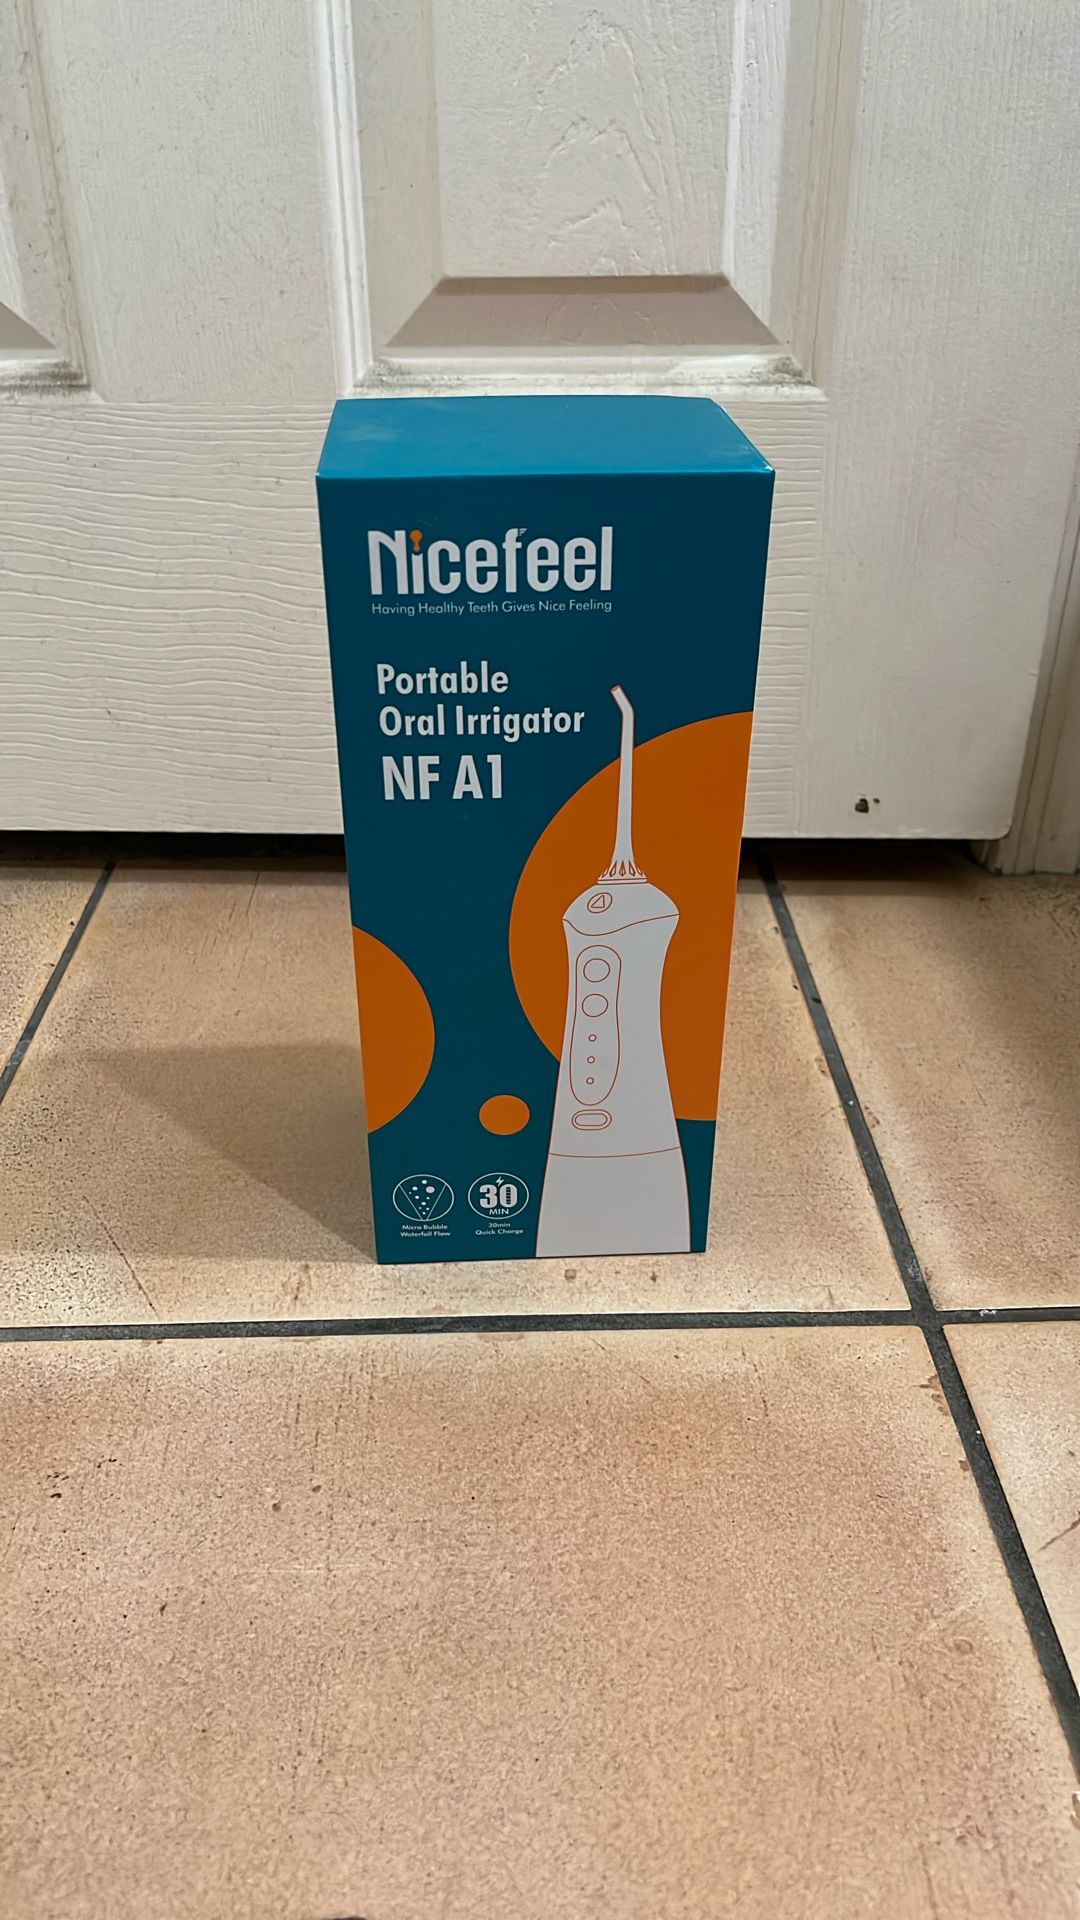 Nicefeel
Having Healthy Teeth Gives Nice Feeling
Portable
Oral Irrigator
NF A1
30
MIN
Micro Bubble
Waterfall Flow
30min
Quick Charge